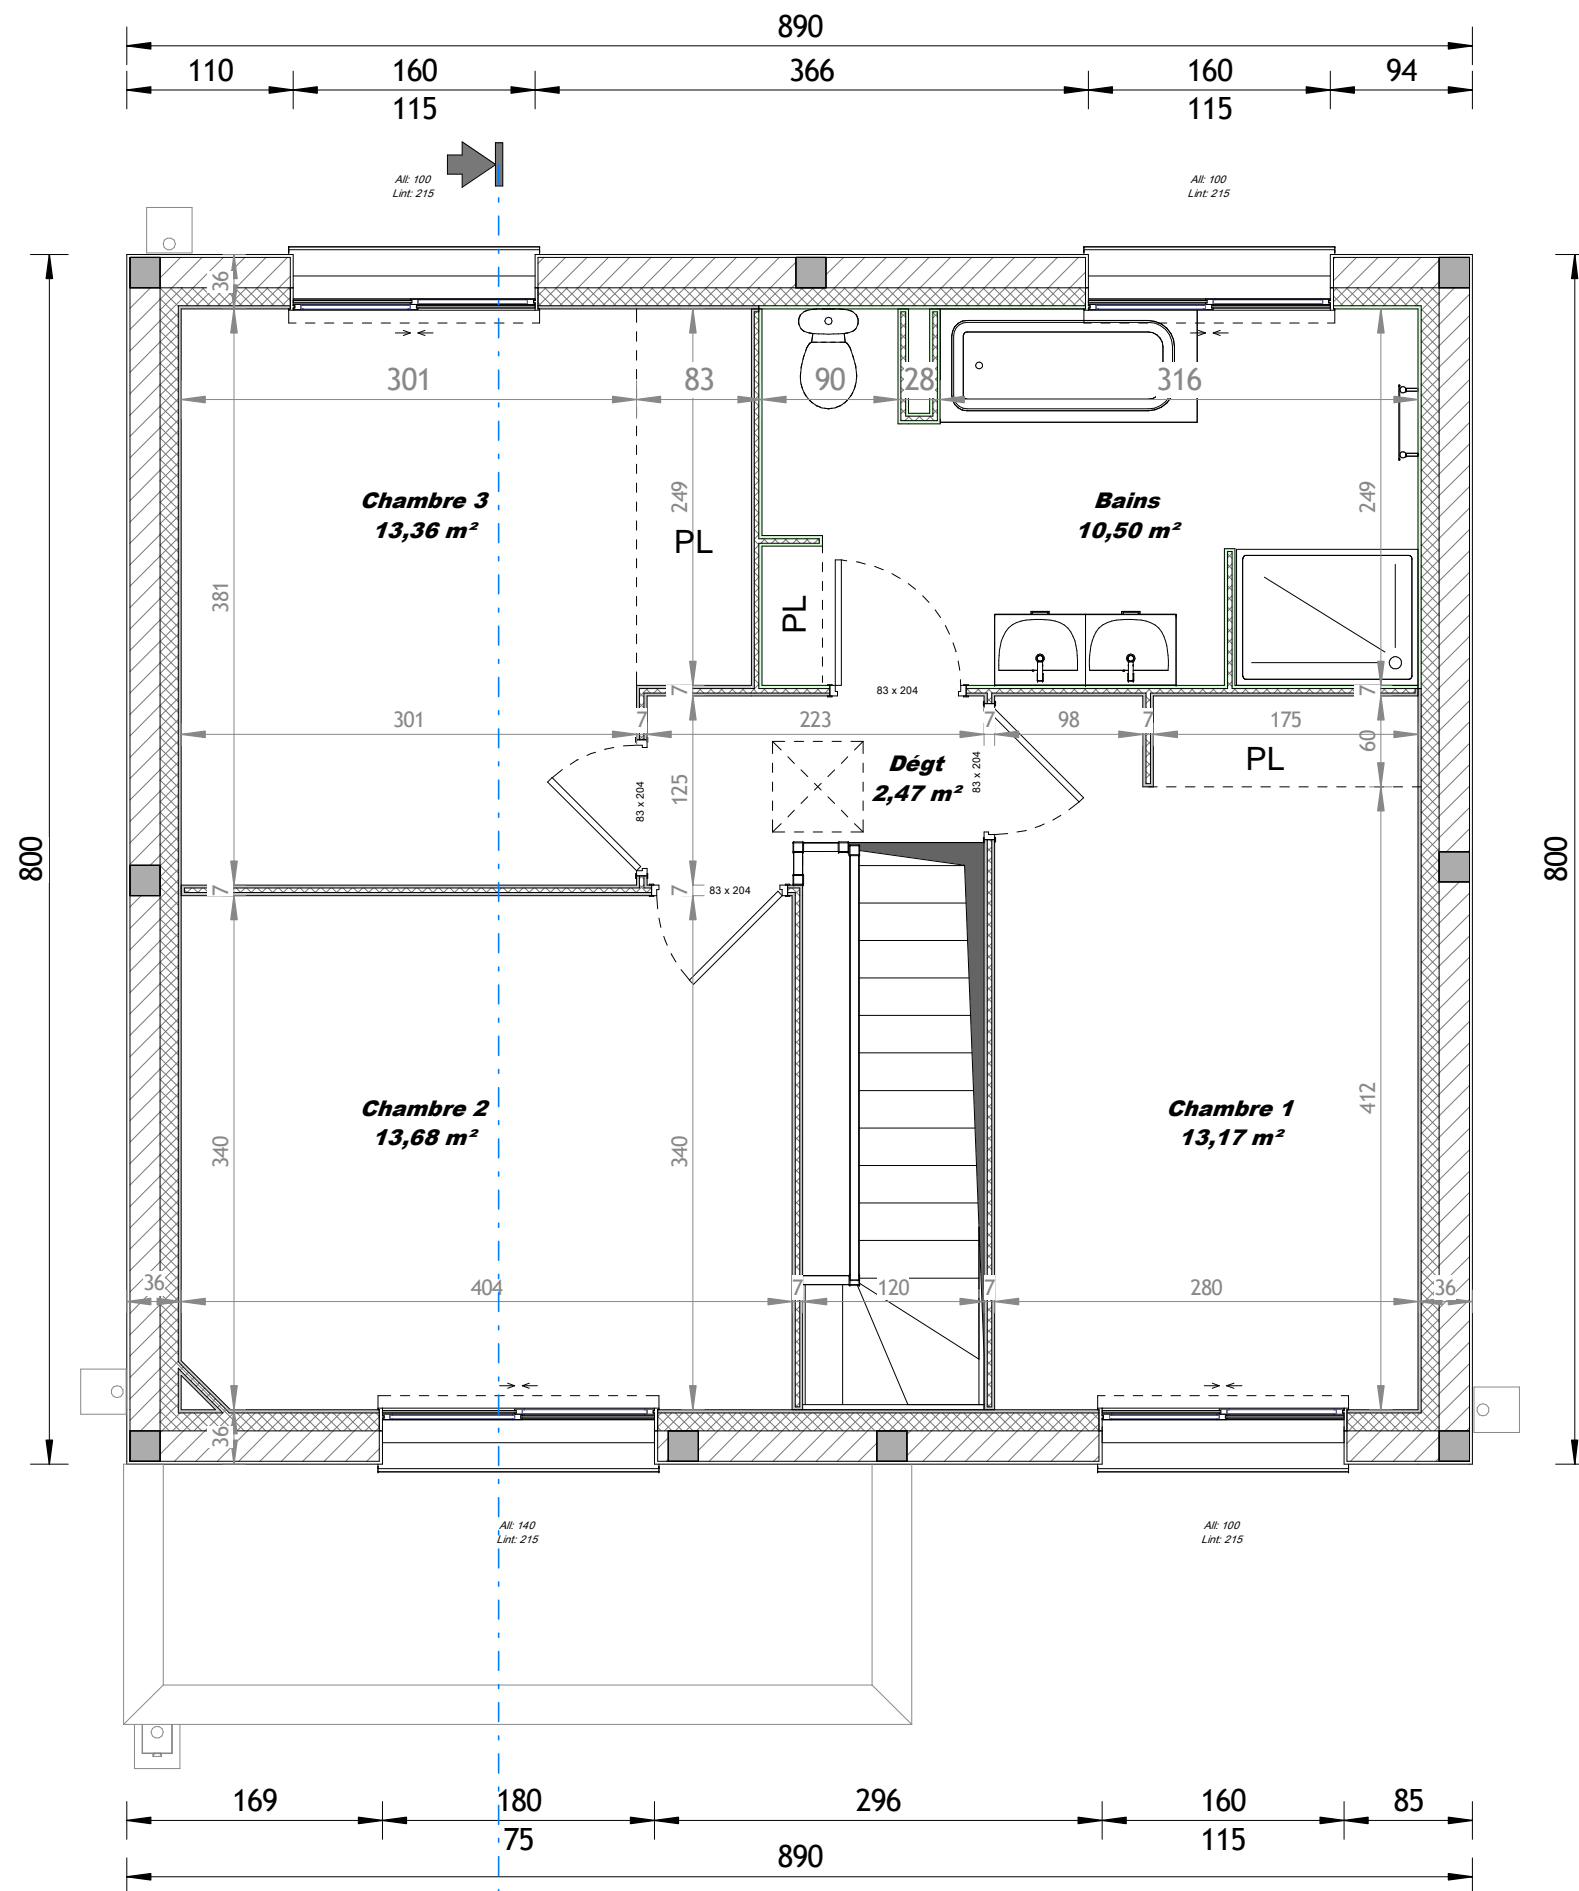 890
110 160 366 160 94
115 115
All: 100
Lint: 215
All: 100
Lint: 215
36
301 83 90 28 316
Chambre 3
13,36 m²
249
PL
Bains
10,50 m²
249
381
PL
83 x 204
7
7
301 7 223 7 98 7 175
60
PL
Dégt
2,47 m²
83 x 204
83 x 204
125
800
800
7
7
83 x 204
Chambre 2
13,68 m²
Chambre 1
13,17 m²
412
340
340
36 404 7 120 7 280 36
36
All: 140
Lint: 215
All: 100
Lint: 215
169 180 296 160 85
75 115
890